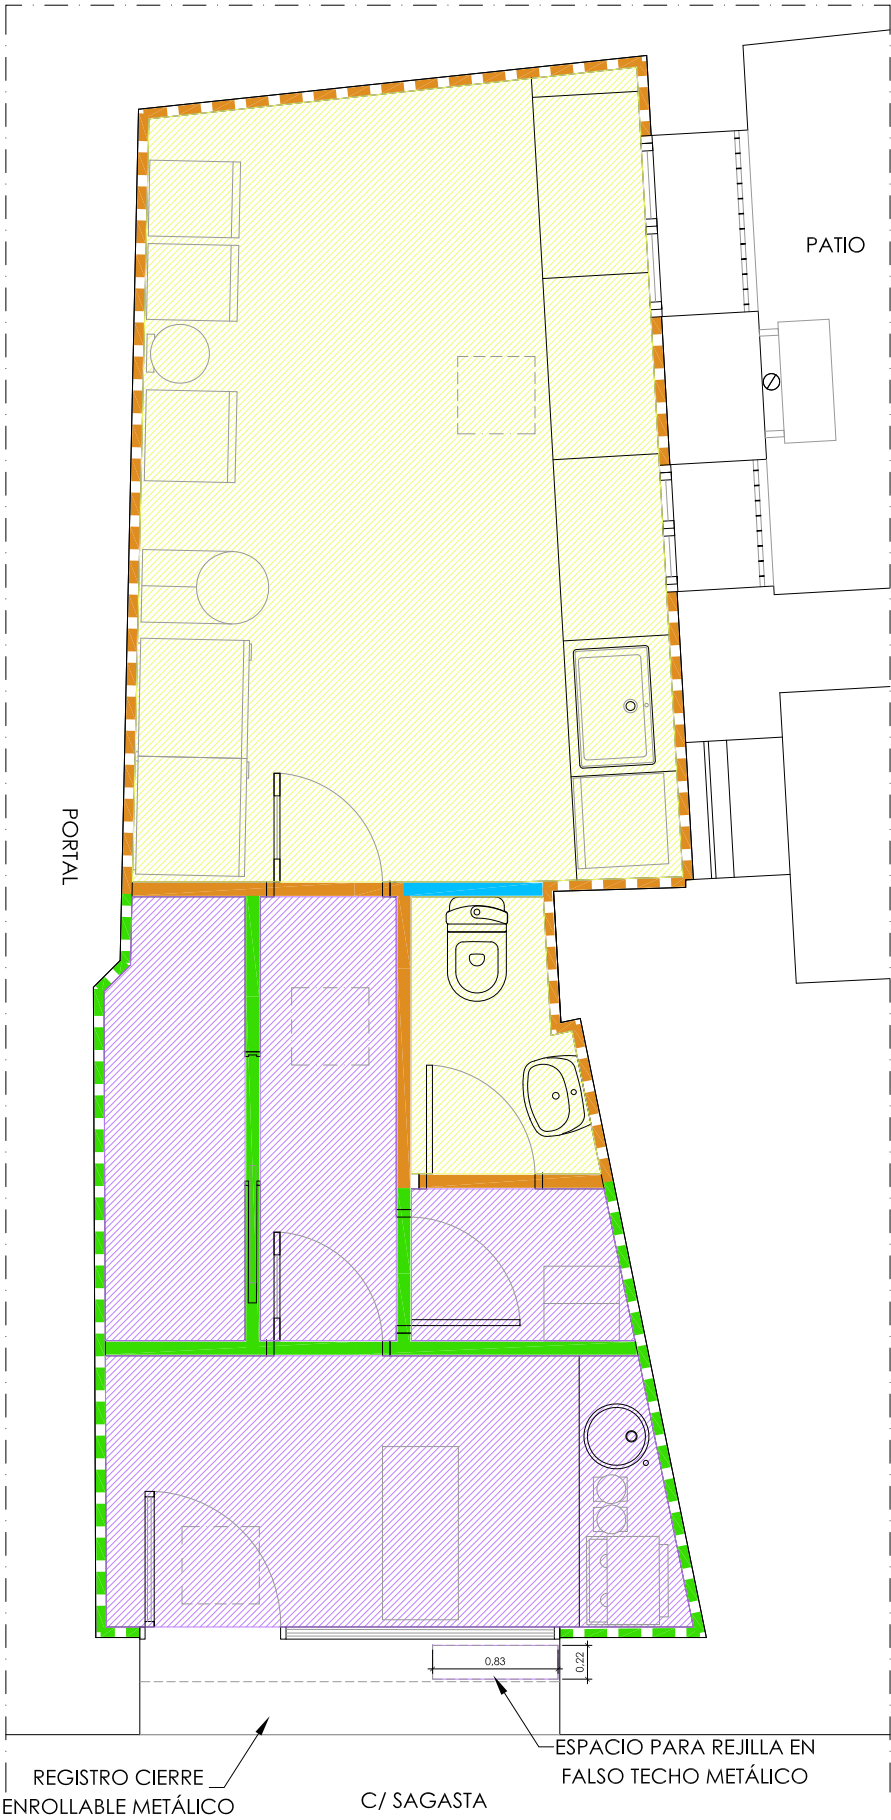 PATIO
PORTAL
0,83
0,22
ESPACIO PARA REJILLA EN
FALSO TECHO METÁLICO
REGISTRO CIERRE
ENROLLABLE METÁLICO
C/ SAGASTA